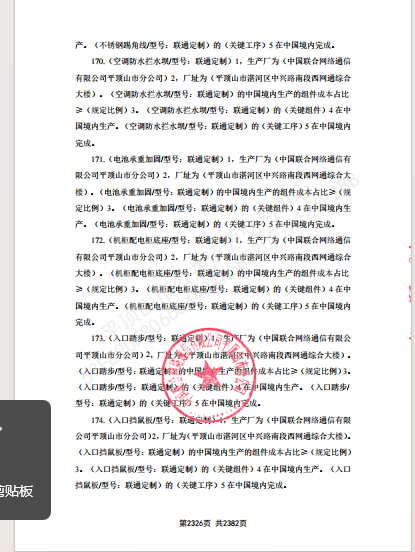 产。（不锈钢踢角线/型号：联通定制）的（关键工序）5在中国境内完成。
170.（空调防水拦水坝/型号：联通定制）1，生产厂为（中国联合网络通信
有限公司平顶山市分公司）2，厂址为（平顶山市湛河区中兴路南段西网通综合
大楼）。（空调防水拦水坝/型号：联通定制）的中国境内生产的组件成本占比
≥（规定比例）3。（空调防水拦水坝/型号：联通定制）的（关键组件）4在中
国境内生产。（空调防水拦水坝/型号：联通定制）的（关键工序）5在中国境内
完成。
171.（电池承重加固/型号：联通定制）1，生产厂为（中国联合网络通信有
限公司平顶山市分公司）2，厂址为（平顶山市湛河区中兴路南段西网通综合大
楼）。（电池承重加固/型号：联通定制）的中国境内生产的组件成本占比≥（规
定比例）3。（电池承重加固/型号：联通定制）的（关键组件）4在中国境内生
产。（电池承重加固/型号：联通定制）的（关键工序）5在中国境内完成。
172.（机柜配电柜底座/型号：联通定制）1，生产厂为（中国联合网络通信
有限公司平顶山市分公司）2，厂址为（平顶山市湛河区中兴路南段西网通综合
大楼）。（机柜配电柜底座/型号：联通定制）的中国境内生产的组件成本占比
≥（规定比例）3。（机柜配电柜底座/型号：联通定制）的（关键组件）4在中
国境内生产。（机柜配电柜底座/型号：联通定制）的（关键工序）5在中国境内
完成。
173.（入口踏步/型号：联通定制）1，生产厂为（中国联合网络通信有限公
司平顶山市分公司）2，厂址为（平顶山市湛河区中兴路南段西网通综合大楼）。
（入口踏步/型号：联通定制）的中国境内生产的组件成本占比≥（规定比例）3。
（入口踏步/型号：联通定制）的（关键组件）4在中国境内生产。（入口踏步/
型号：联通定制）的（关键工序）5在中国境内完成。
174.（入口挡鼠板/型号：联通定制）1，生产厂为（中国联合网络通信有限
公司平顶山市分公司)2，厂址为（平顶山市湛河区中兴路南段西网通综合大楼）。
（入口挡鼠板/型号：联通定制）的中国境内生产的组件成本占比≥（规定比例）
3。（入口挡鼠板/型号：联通定制）的（关键组件）4在中国境内生产。（入口
挡鼠板/型号：联通定制）的（关键工序）5在中国境内完成。
剪贴板
第2326页 共2382页